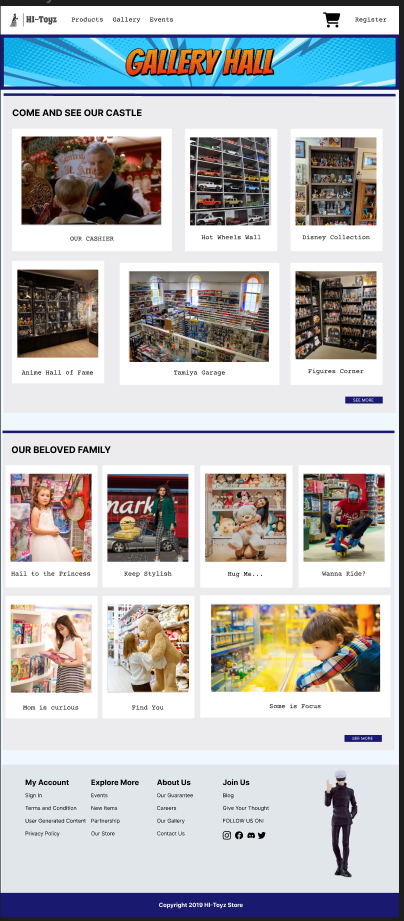 HI-Toyz Products Gallery Events Register
GALLERY HALL
COME AND SEE OUR CASTLE
OUR CASHIER
Hot Wheels Wall
Disney Collection
Anime Hall of Fame
Tamiya Garage
Figures Corner
SEE MORE
OUR BELOVED FAMILY
mark
Hail to the Princess
Keep Stylish
Hug Me...
Wanna Ride?
Mom is curious
Find You
Some is Focus
SEE MORE
My Account
Sign In
Terms and Condition
User Generated Content
Privacy Policy
Explore More
Events
New Items
Partnership
Our Store
About Us
Our Guarantee
Careers
Our Gallery
Contact Us
Join Us
Blog
Give Your Thought
FOLLOW US ON!
Copyright 2019 HI-Toyz Store